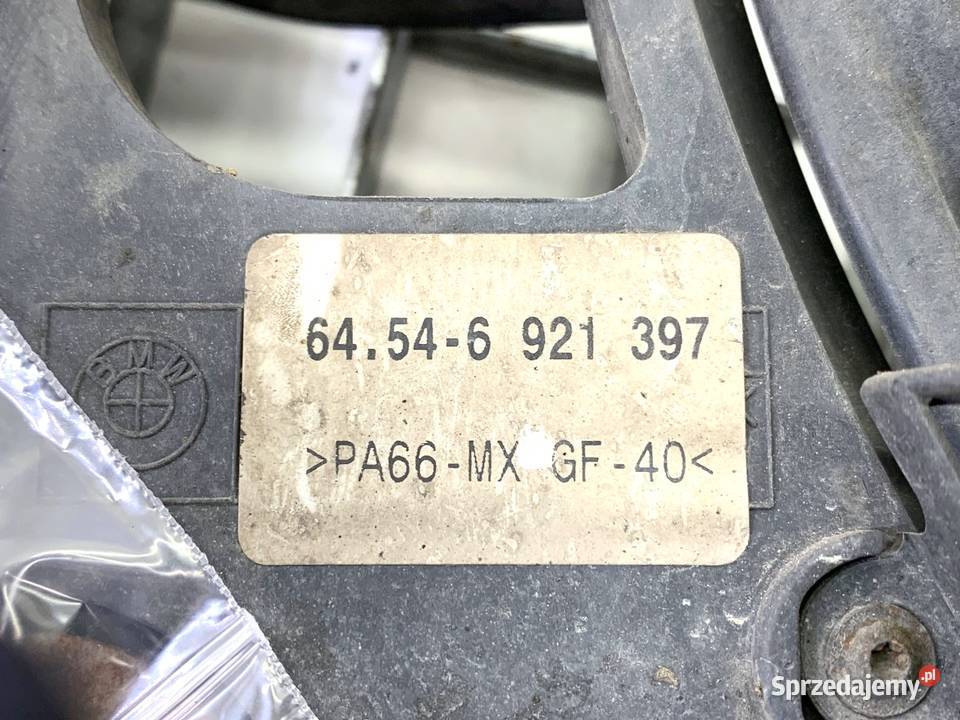 64.54-6 921 397
BMW
>PA66-MX GF-40<
Sprzedajemy.pl